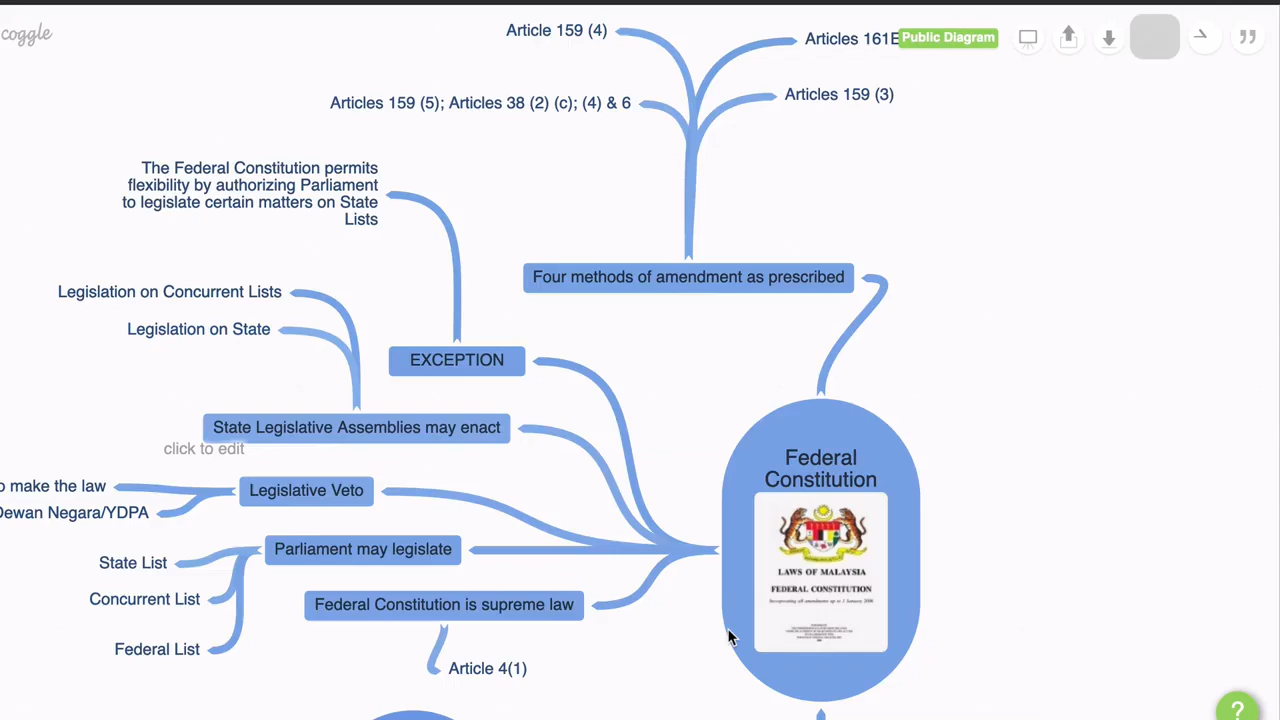 coggle
Article 159 (4)
Articles 161E
Public Diagram
Articles 159 (5); Articles 38 (2) (c); (4) & 6
Articles 159 (3)
The Federal Constitution permits
flexibility by authorizing Parliament
to legislate certain matters on State
Lists
Four methods of amendment as prescribed
Legislation on Concurrent Lists
Legislation on State
EXCEPTION
State Legislative Assemblies may enact
click to edit
Federal
Constitution
o make the law
Legislative Veto
Dewan Negara/YDPA
Parliament may legislate
State List
Concurrent List
Federal List
Federal Constitution is supreme law
Article 4(1)
LAWS OF MALAYSIA
FEDERAL CONSTITUTION
?